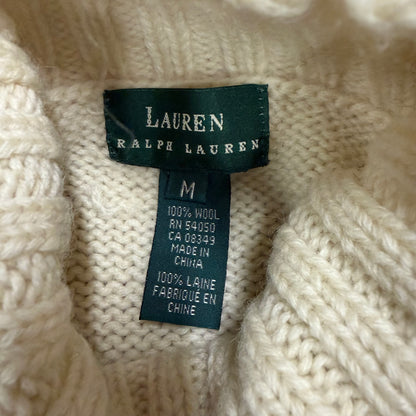 LAUREN
RALPH LAUREN
M
100% WOOL
RN 54050
CA 08349
MADE IN
CHINA
100% LAINE
FABRIQUÉ EN
CHINE